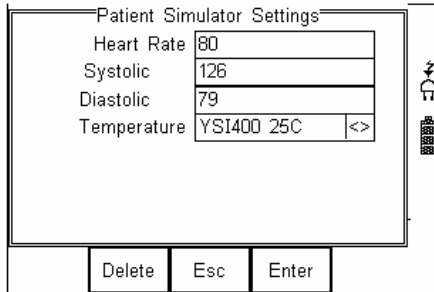 Patient Simulator Settings
Heart Rate 80
Systolic 126
Diastolic 79
Temperature YSI400 25C <>
Delete Esc Enter